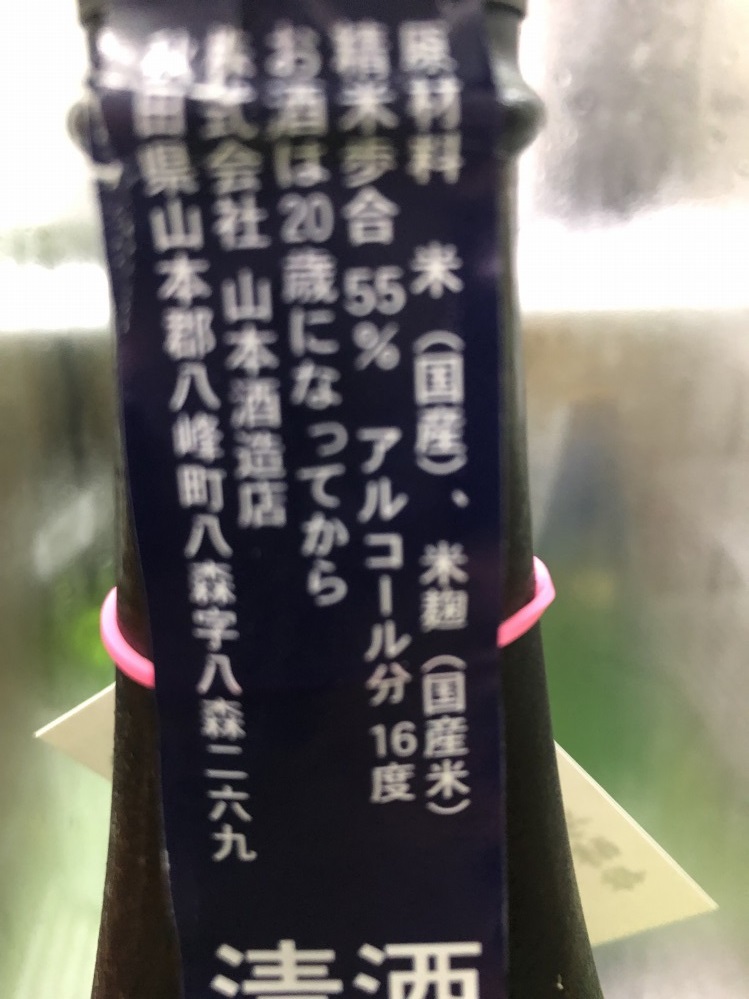 原材料 米（国産）、米麹（国産米）
精米歩合 55% アルコール分 16度
お酒は20歳になってから
株式会社 山本酒造店
秋田県山本郡八峰町八森字八森二六九
清酒